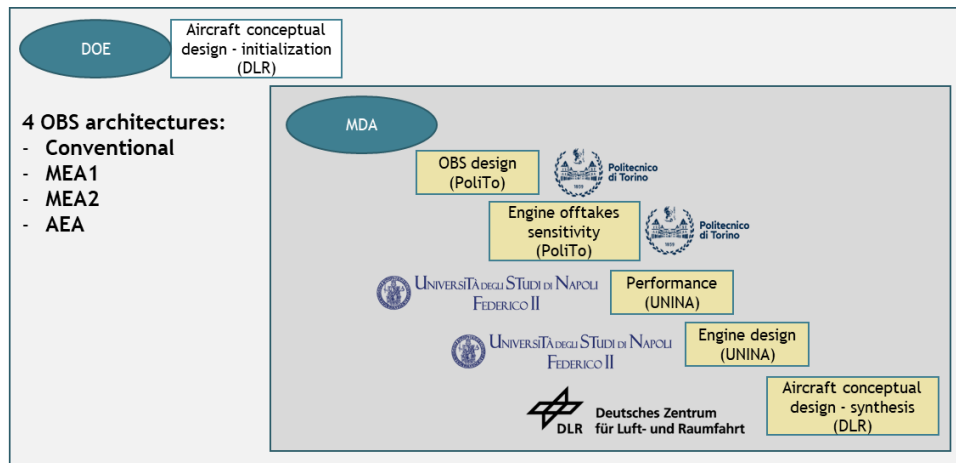 DOE
Aircraft conceptual
design - initialization
(DLR)
4 OBS architectures:
- Conventional
- MEA1
- MEA2
- AEA
MDA
OBS design
(PoliTo)
Politecnico
di Torino
1859
Engine offtakes
sensitivity
(PoliTo)
Politecnico
di Torino
1859
UNIVERSITÀ DEGLI STUDI DI NAPOLI
FEDERICO II
Performance
(UNINA)
UNIVERSITÀ DEGLI STUDI DI NAPOLI
FEDERICO II
Engine design
(UNINA)
DLR
Deutsches Zentrum
für Luft- und Raumfahrt
Aircraft conceptual
design - synthesis
(DLR)